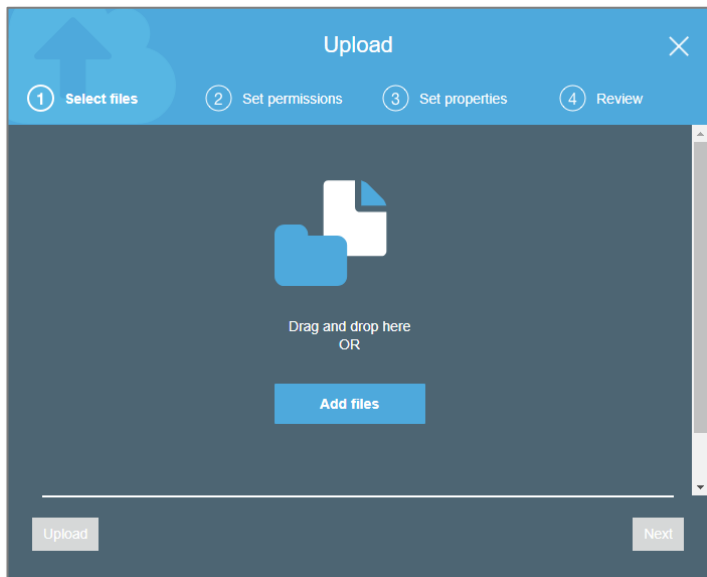 Upload
1 Select files
2 Set permissions
3 Set properties
4 Review
Drag and drop here
OR
Add files
Upload
Next